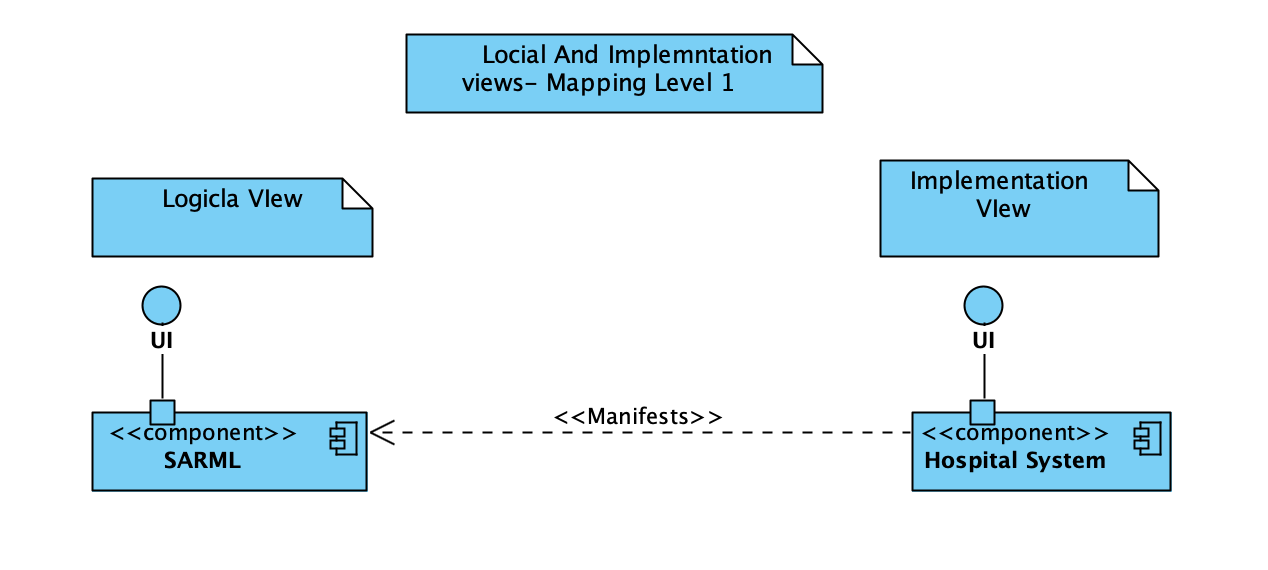 Locial And Implemntation
views- Mapping Level 1
Logicla VIew
Implementation
VIew
UI
UI
<<component>>
SARML
<<Manifests>>
<<component>>
Hospital System